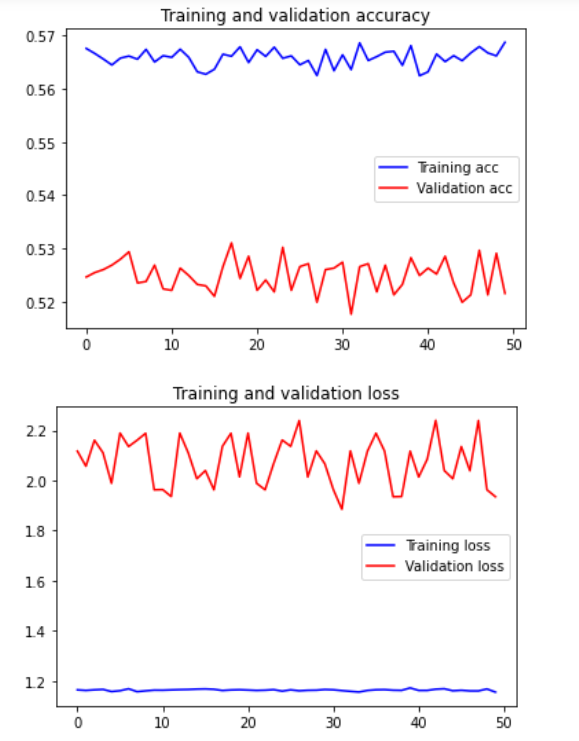 Training and validation accuracy
0.57
0.56
0.55
0.54
0.53
0.52
Training acc
Validation acc
0 10 20 30 40 50
Training and validation loss
2.2
2.0
1.8
1.6
1.4
1.2
Training loss
Validation loss
0 10 20 30 40 50